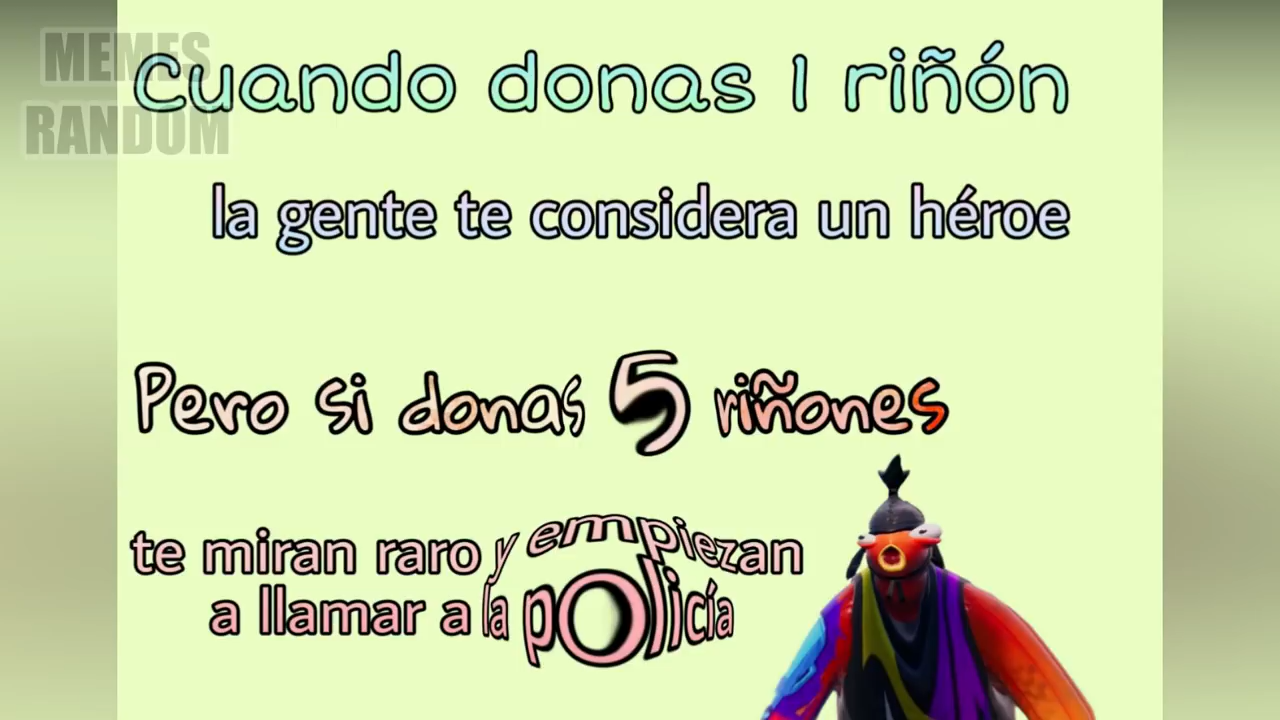 MEMES
RANDOM
Cuando donas 1 riñón
la gente te considera un héroe
Pero si donas 5 riñones
te miran raro y empiezan
a llamar a la policía